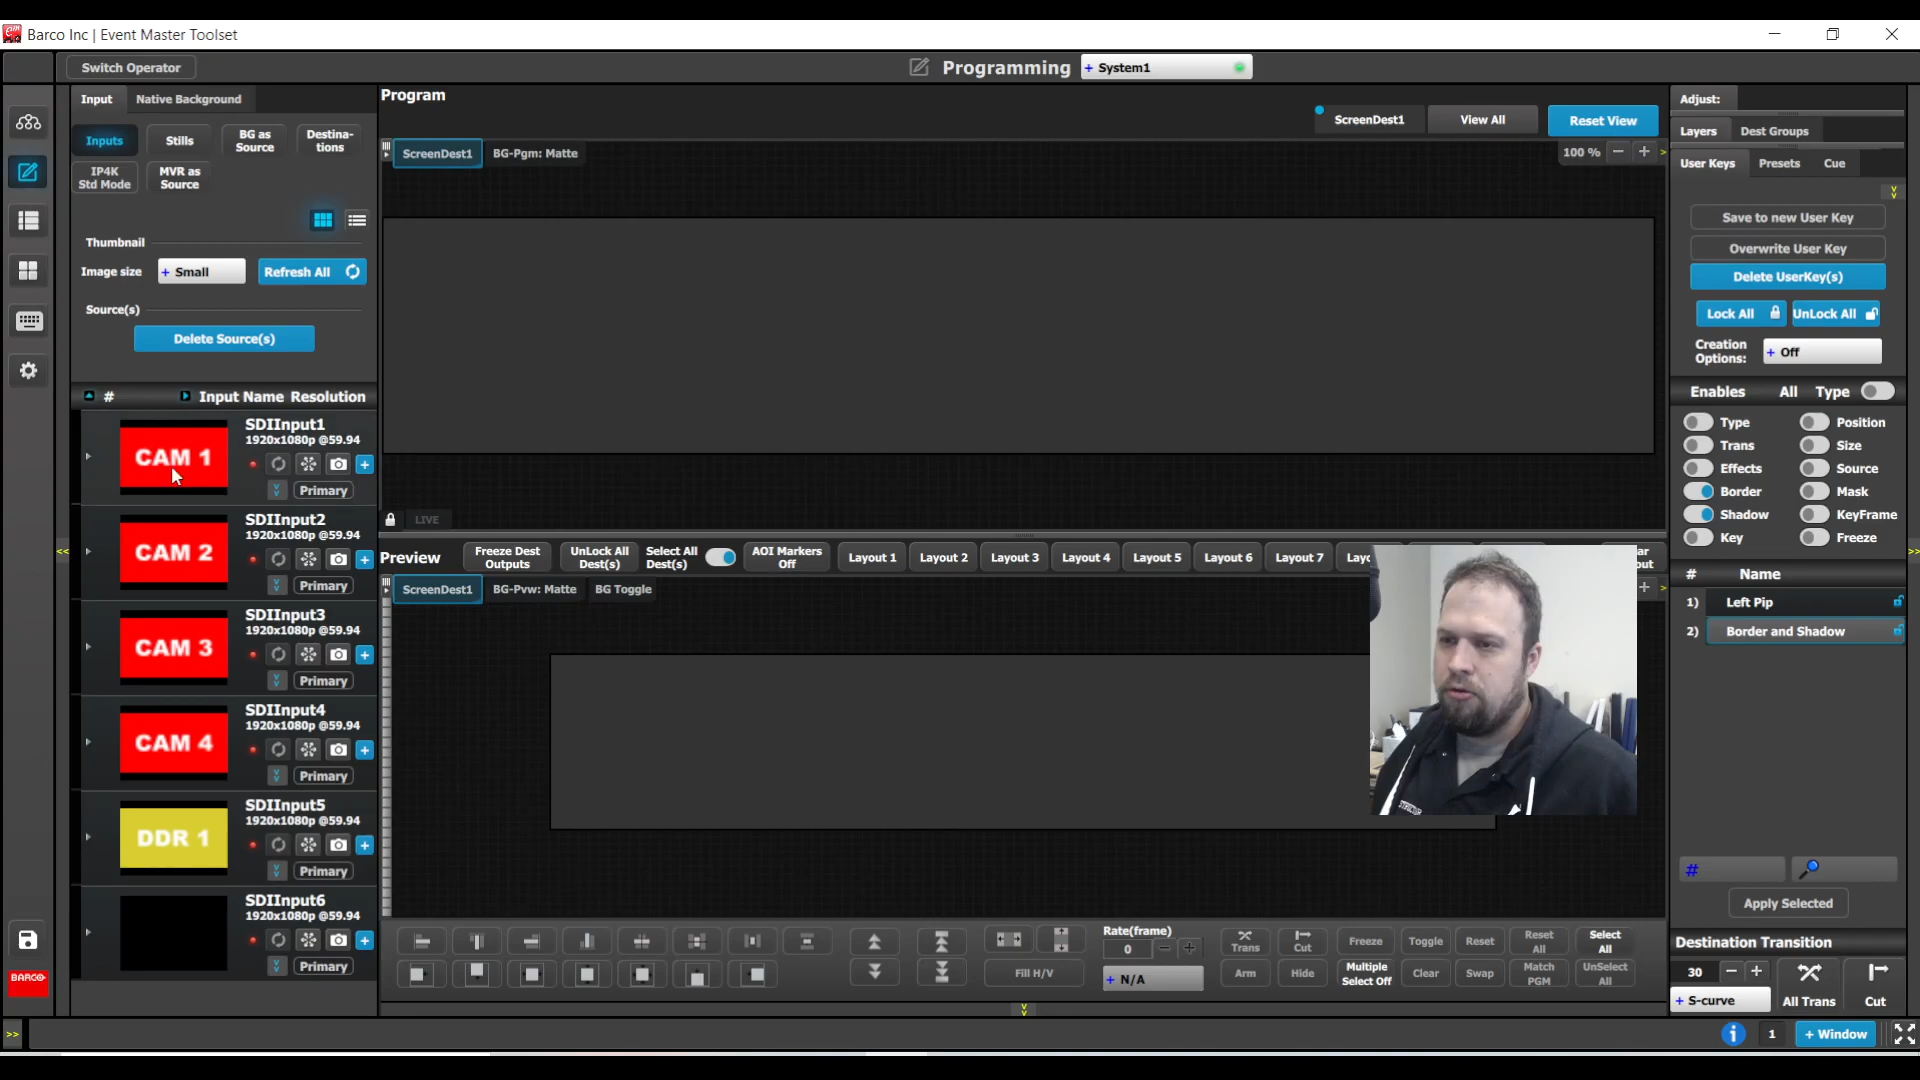 Barco Inc | Event Master Toolset
Switch Operator
Programming
+ System1
Input
Native Background
Inputs
Stills
BG as
Source
Destina-
tions
IP4K
Std Mode
MVR as
Source
Thumbnail
Image size
+ Small
Refresh All
Source(s)
Delete Source(s)
#
Input Name
Resolution
CAM 1
SDIInput1
1920x1080p @59.94
Primary
CAM 2
SDIInput2
1920x1080p @59.94
Primary
CAM 3
SDIInput3
1920x1080p @59.94
Primary
CAM 4
SDIInput4
1920x1080p @59.94
Primary
DDR 1
SDIInput5
1920x1080p @59.94
Primary
SDIInput6
1920x1080p @59.94
Primary
BARCO
Program
ScreenDest1
View All
Reset View
ScreenDest1
BG-Pgm: Matte
100 %
LIVE
Preview
Freeze Dest
Outputs
UnLock All
Dest(s)
Select All
Dest(s)
AOI Markers
Off
Layout 1
Layout 2
Layout 3
Layout 4
Layout 5
Layout 6
Layout 7
ScreenDest1
BG-Pvw: Matte
BG Toggle
Fill H/V
Rate(frame)
0
+ N/A
Trans
Arm
Cut
Hide
Freeze
Multiple
Select Off
Toggle
Clear
Reset
Swap
Reset
All
Match
PGM
Select
All
UnSelect
All
Adjust:
Layers
Dest Groups
User Keys
Presets
Cue
Save to new User Key
Overwrite User Key
Delete UserKey(s)
Lock All
UnLock All
Creation
Options:
+ Off
Enables
All
Type
Type
Position
Trans
Size
Effects
Source
Border
Mask
Shadow
KeyFrame
Key
Freeze
#
Name
1)
Left Pip
2)
Border and Shadow
#
Apply Selected
Destination Transition
30
+ S-curve
All Trans
Cut
1
+ Window